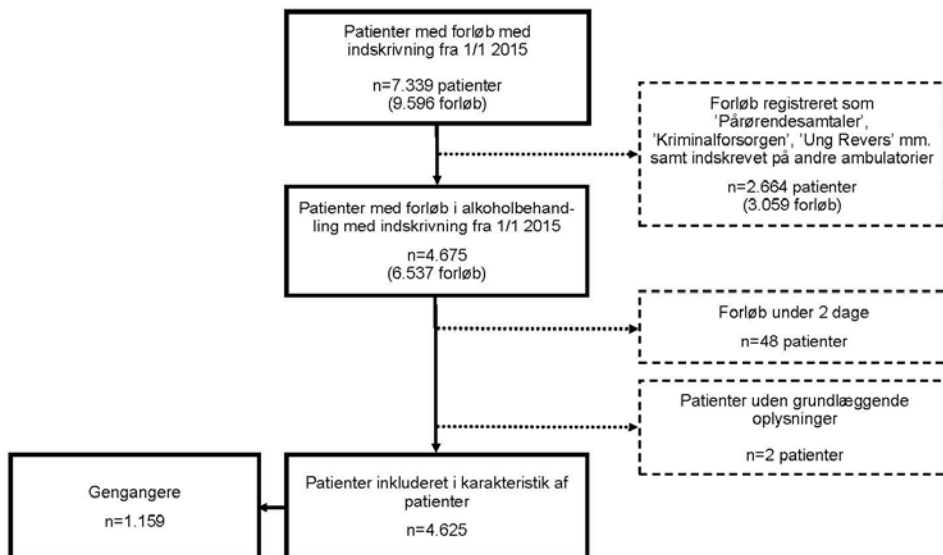 Patienter med forløb med
indskrivning fra 1/1 2015
n=7.339 patienter
(9.596 forløb)
Forløb registreret som
'Pårørendesamtaler',
'Kriminalforsorgen', 'Ung Revers' mm.
samt indskrevet på andre ambulatorier
n=2.664 patienter
(3.059 forløb)
Patienter med forløb i alkoholbehand-
ling med indskrivning fra 1/1 2015
n=4.675
(6.537 forløb)
Forløb under 2 dage
n=48 patienter
Patienter uden grundlæggende
oplysninger
n=2 patienter
Patienter inkluderet i karakteristik af
patienter
n=4.625
Gengangere
n=1.159